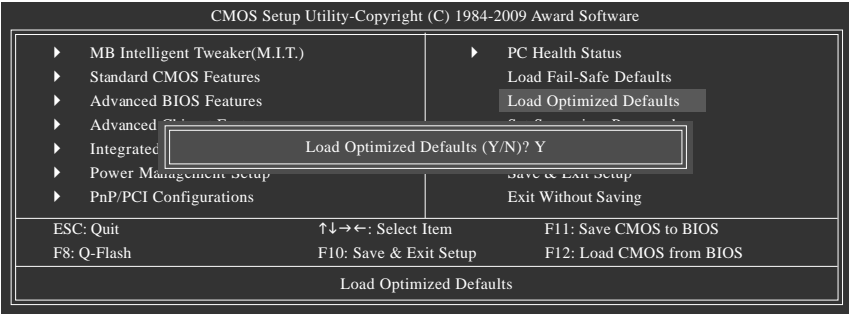 CMOS Setup Utility-Copyright (C) 1984-2009 Award Software
MB Intelligent Tweaker(M.I.T.)
Standard CMOS Features
Advanced BIOS Features
Advanced
Integrated
Power Management Setup
PnP/PCI Configurations
PC Health Status
Load Fail-Safe Defaults
Load Optimized Defaults
Save & Exit Setup
Exit Without Saving
Load Optimized Defaults (Y/N)? Y
ESC: Quit
↑↓→←: Select Item
F11: Save CMOS to BIOS
F8: Q-Flash
F10: Save & Exit Setup
F12: Load CMOS from BIOS
Load Optimized Defaults